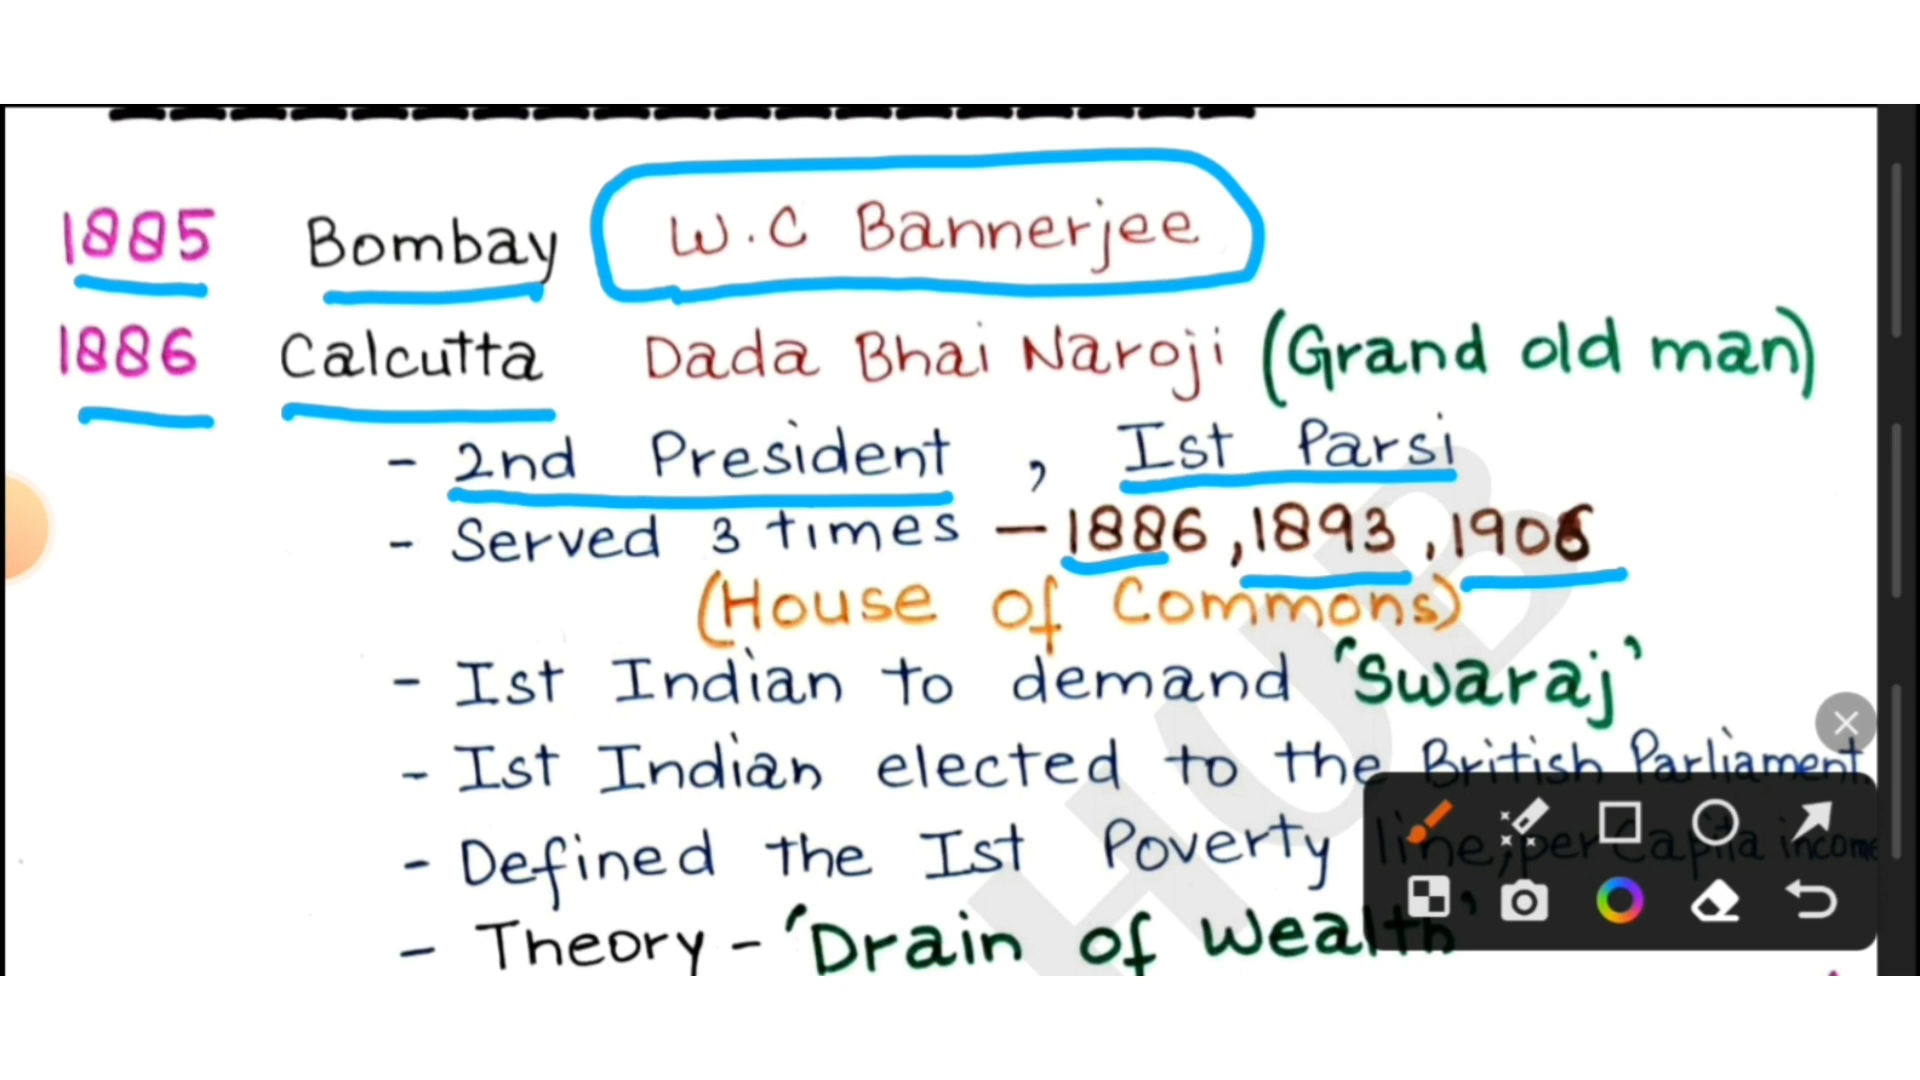 1885 Bombay W.C Bannerjee
1886 Calcutta Dada Bhai Naroji (Grand old man)
- 2nd President , Ist Parsi
- Served 3 times - 1886, 1893, 1906
(House of Commons)
- Ist Indian to demand 'Swaraj'
- Ist Indian elected to the British Parliament
- Defined the Ist Poverty line, per capita income
- Theory - 'Drain of Wealth'
HUB